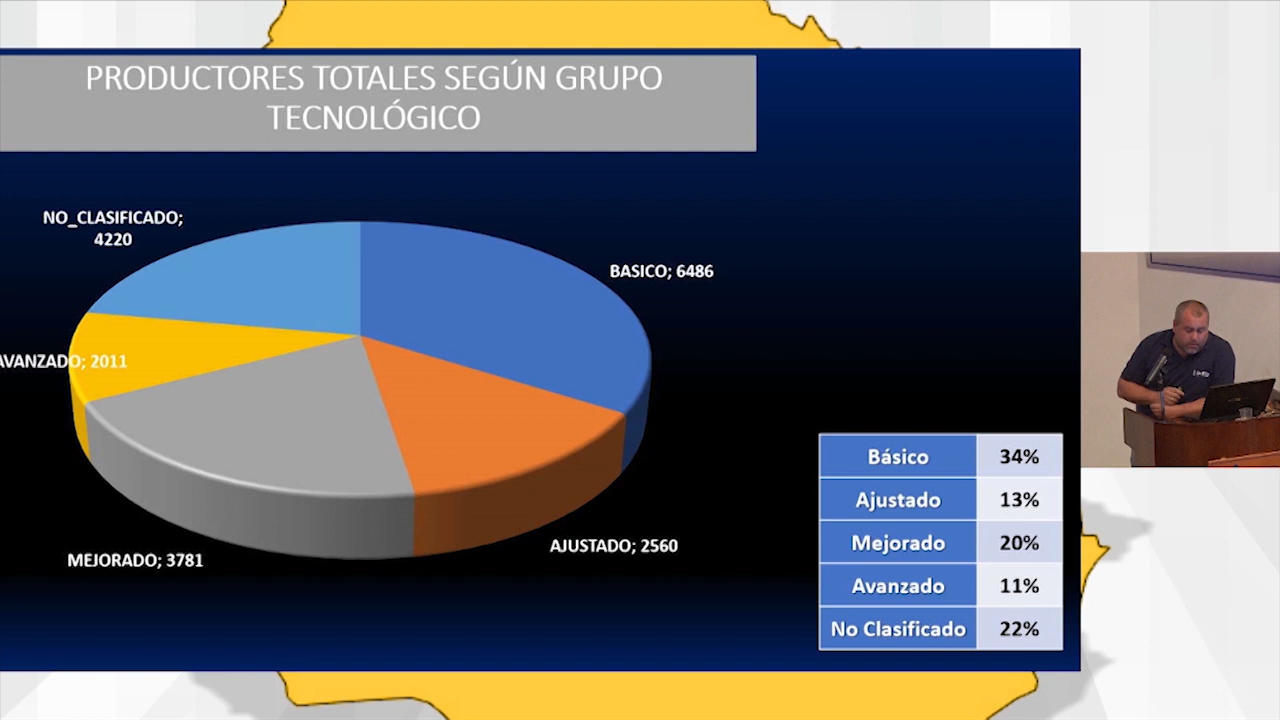 PRODUCTORES TOTALES SEGÚN GRUPO
TECNOLÓGICO
NO_CLASIFICADO;
4220
BASICO; 6486
AVANZADO; 2011
MEJORADO; 3781
AJUSTADO; 2560
Básico 34%
Ajustado 13%
Mejorado 20%
Avanzado 11%
No Clasificado 22%